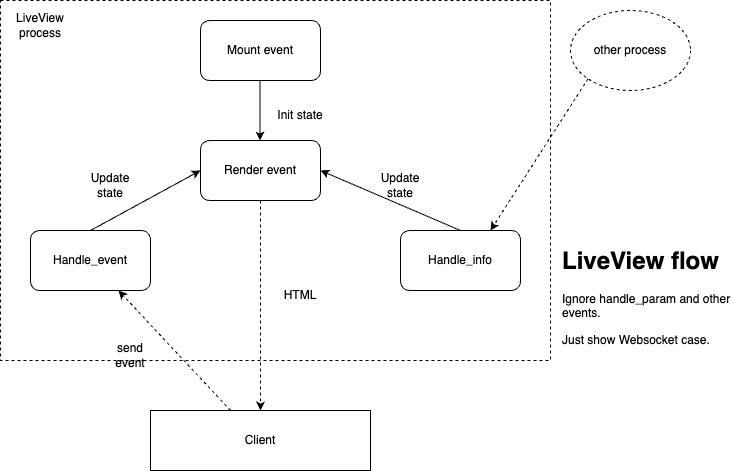 LiveView
process
Mount event
other process
Init state
Render event
Update
state
Update
state
Handle_event
Handle_info
LiveView flow
HTML
Ignore handle_param and other
events.
Just show Websocket case.
send
event
Client